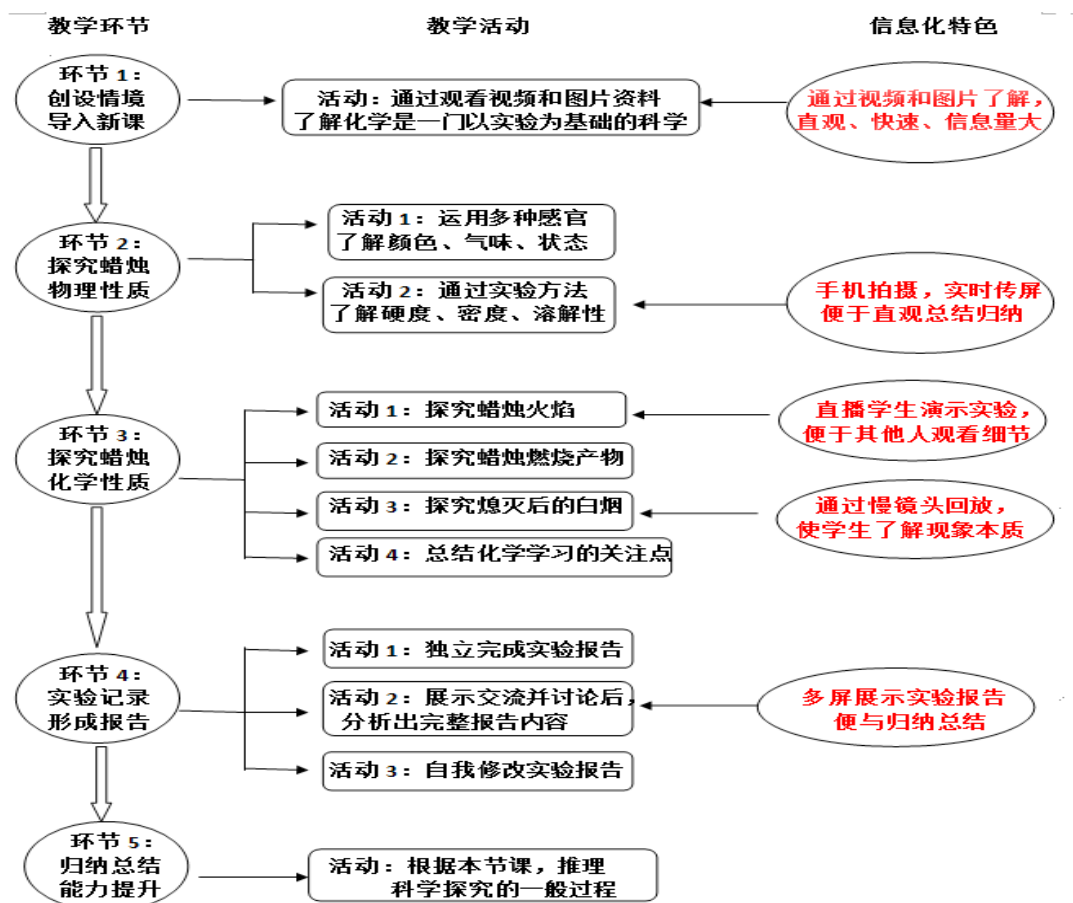 教学环节 教学活动 信息化特色
环节 1：
创设情境
导入新课
活动：通过观看视频和图片资料
了解化学是一门以实验为基础的科学
通过视频和图片了解，
直观、快速、信息量大
环节 2：
探究蜡烛
物理性质
活动 1：运用多种感官
了解颜色、气味、状态
活动 2：通过实验方法
了解硬度、密度、溶解性
手机拍摄，实时传屏
便于直观总结归纳
环节 3：
探究蜡烛
化学性质
活动 1：探究蜡烛火焰
直播学生演示实验，
便于其他人观看细节
活动 2：探究蜡烛燃烧产物
活动 3：探究熄灭后的白烟
通过慢镜头回放，
使学生了解现象本质
活动 4：总结化学学习的关注点
环节 4：
实验记录
形成报告
活动 1：独立完成实验报告
活动 2：展示交流并讨论后，
分析出完整报告内容
多屏展示实验报告
便与归纳总结
活动 3：自我修改实验报告
环节 5：
归纳总结
能力提升
活动：根据本节课，推理
科学探究的一般过程